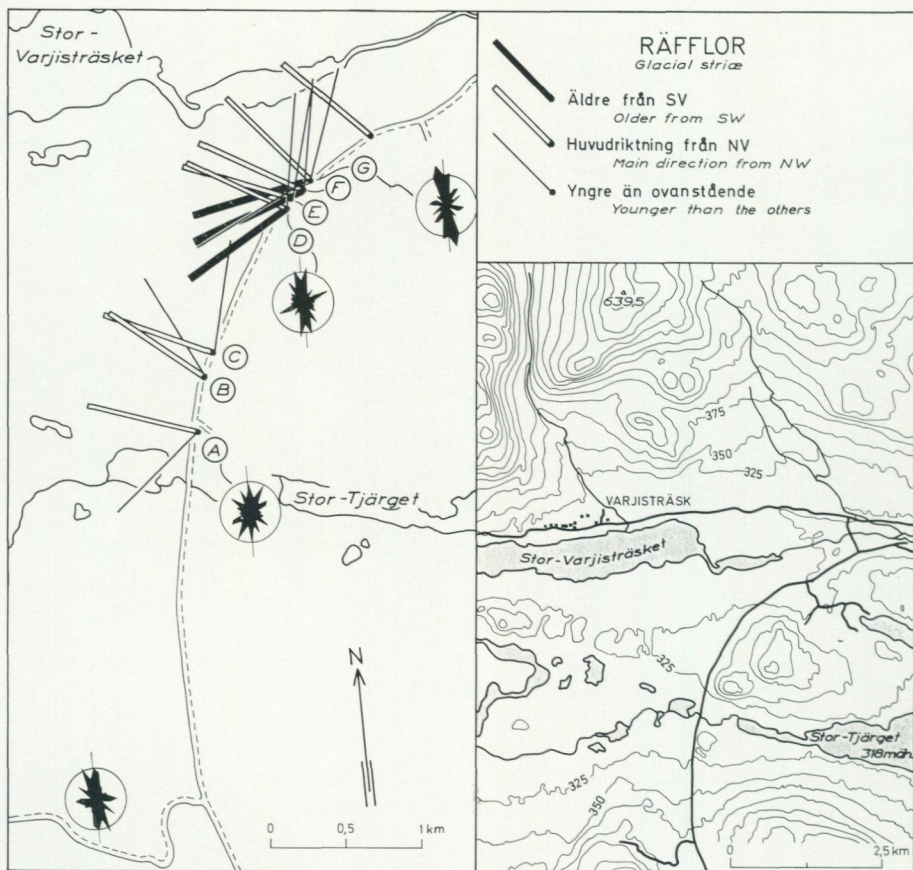 Stor-
Varjisträsket
G
F
E
D
C
B
A
Stor-Tjärget
N
0 0,5 1 km
RÄFFLOR
Glacial striæ
Äldre från SV
Older from SW
Huvudriktning från NV
Main direction from NW
Yngre än ovanstående
Younger than the others
639,5
375
350
325
VARJISTRÄSK
Stor-Varjisträsket
325
Stor-Tjärget
318möh.
325
350
0 2,5 km